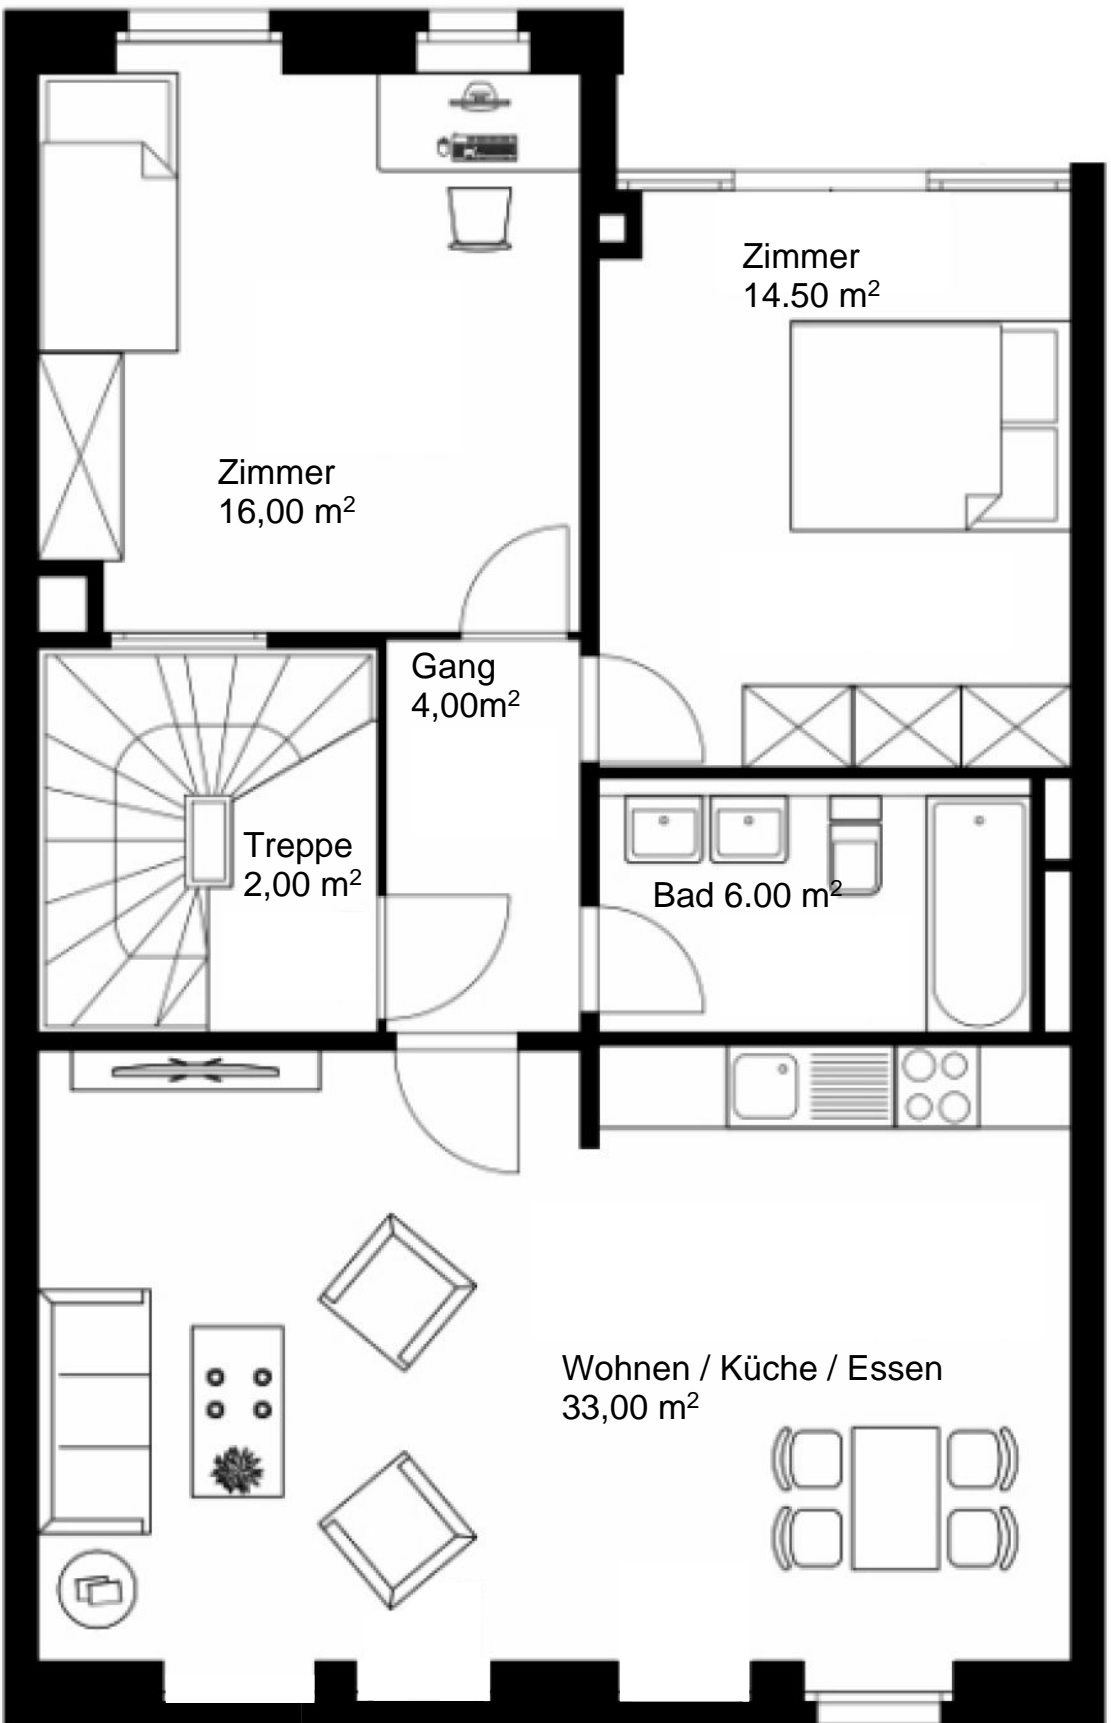 Zimmer
14.50 m²
Zimmer
16,00 m²
Gang
4,00m²
Treppe
2,00 m²
Bad 6.00 m²
Wohnen / Küche / Essen
33,00 m²